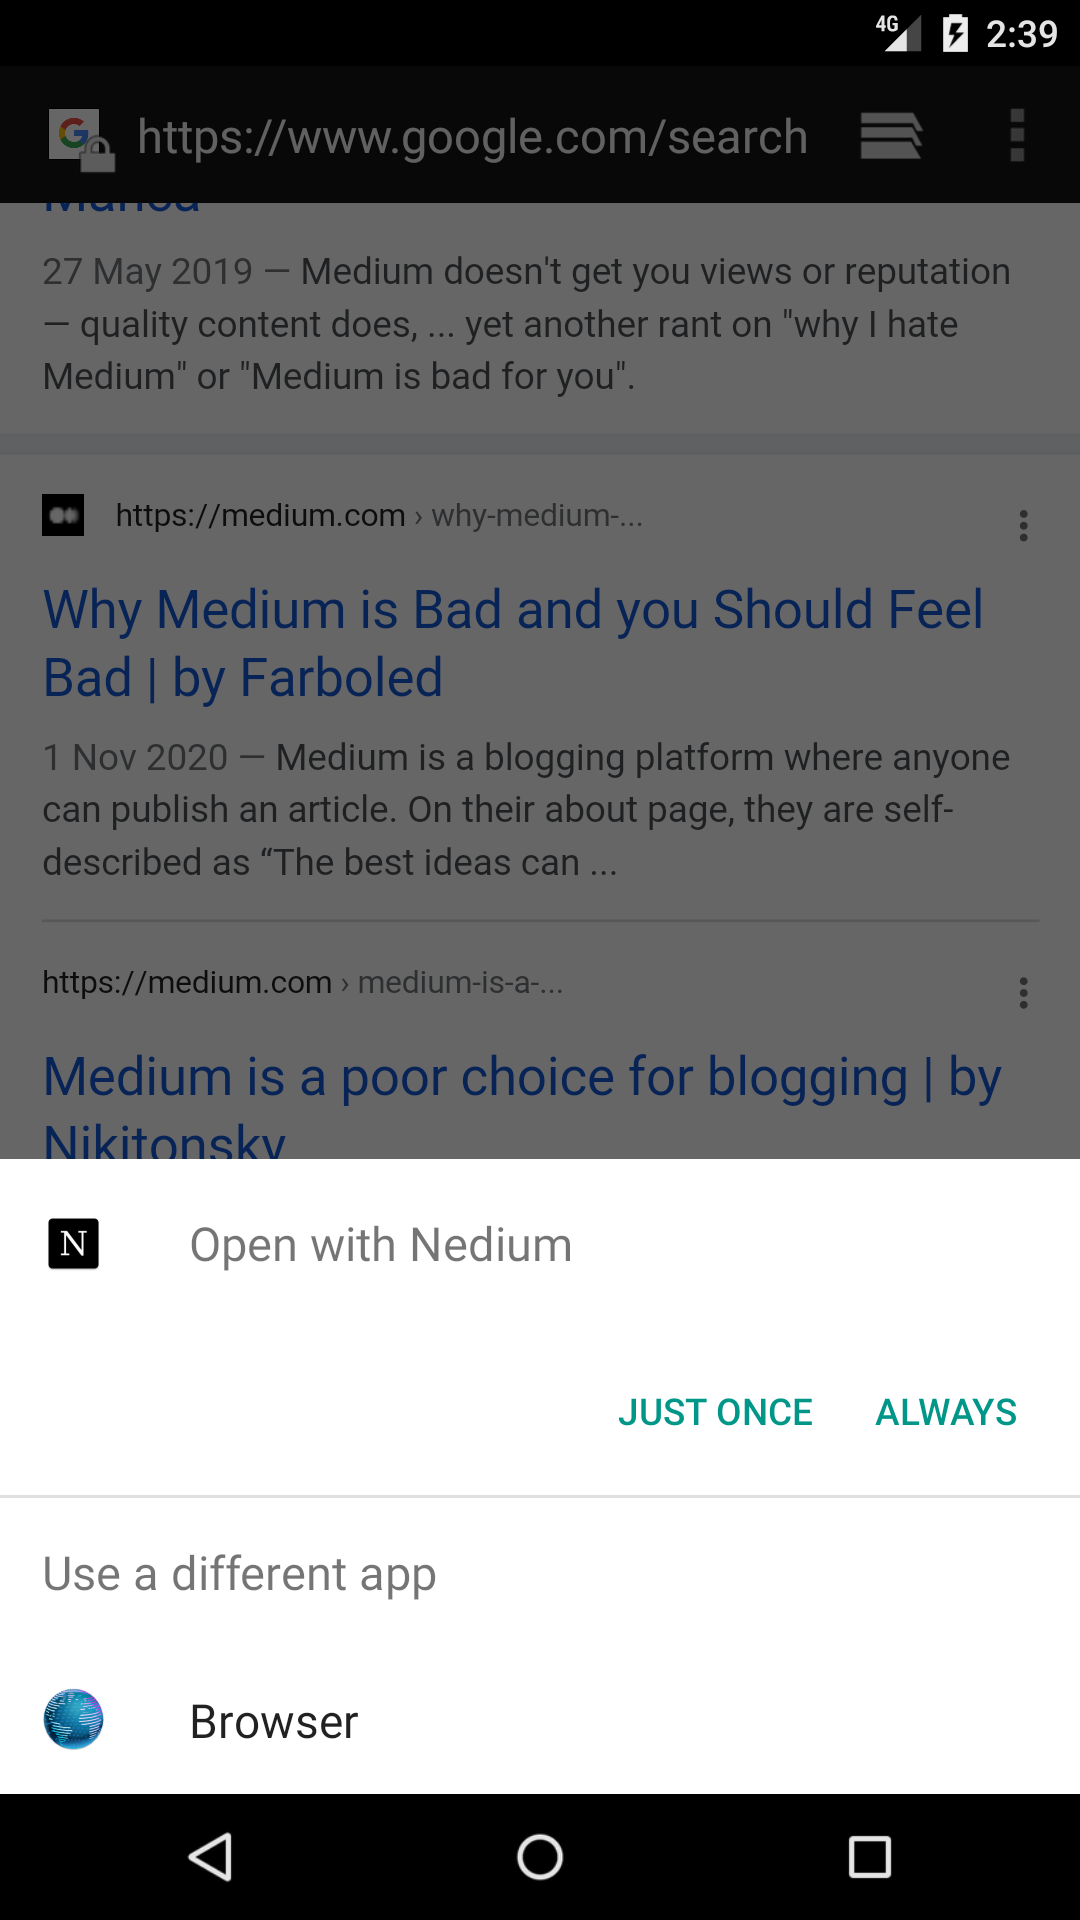 4G 2:39
https://www.google.com/search
27 May 2019 — Medium doesn't get you views or reputation
— quality content does, ... yet another rant on "why I hate
Medium" or "Medium is bad for you".
https://medium.com › why-medium-...
Why Medium is Bad and you Should Feel
Bad | by Farboled
1 Nov 2020 — Medium is a blogging platform where anyone
can publish an article. On their about page, they are self-
described as “The best ideas can ...
https://medium.com › medium-is-a-...
Medium is a poor choice for blogging | by
Nikitonsky
N Open with Nedium
JUST ONCE ALWAYS
Use a different app
Browser